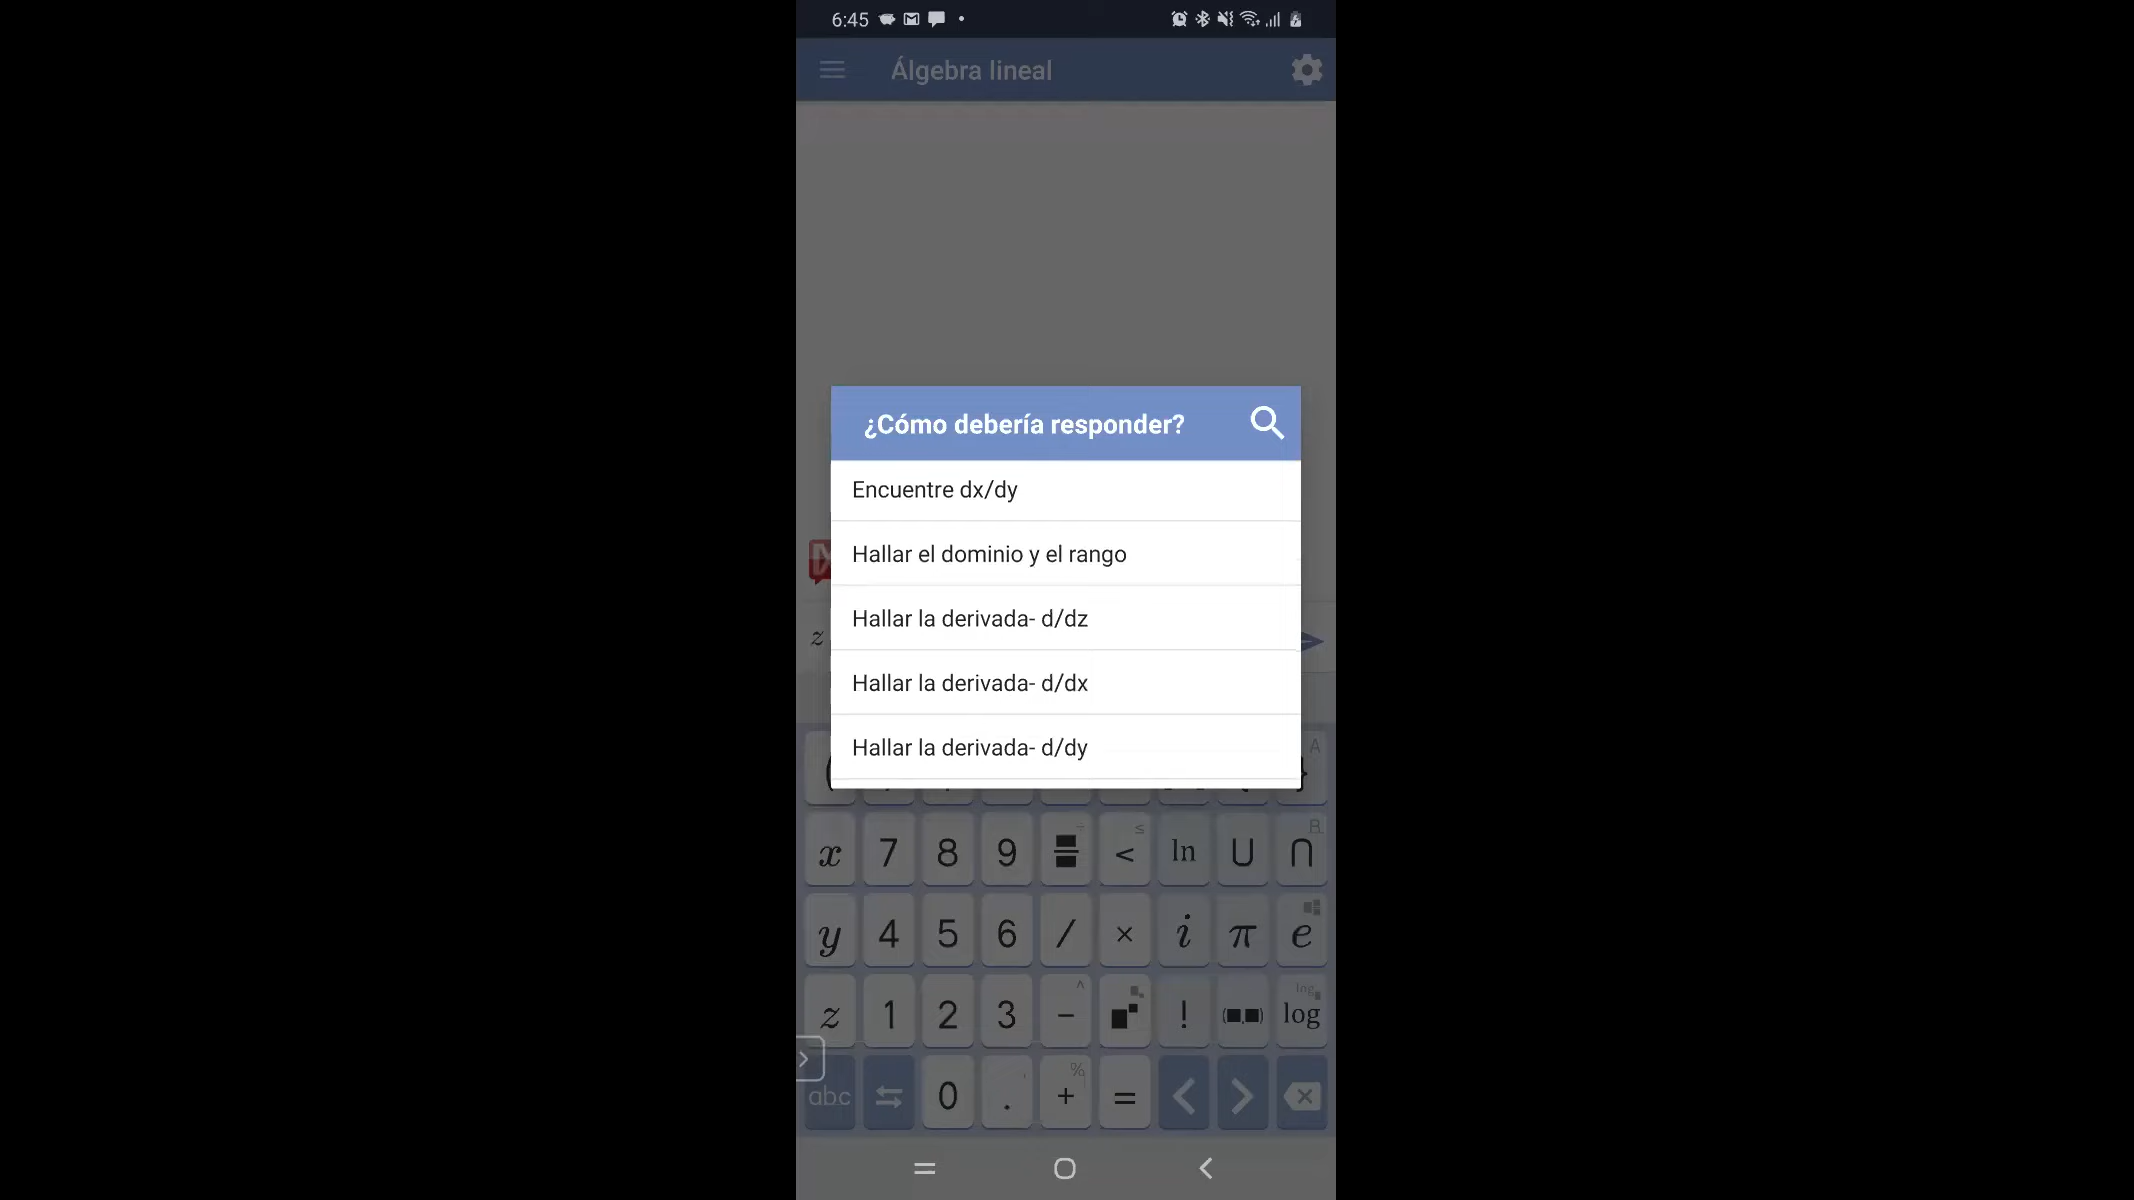 6:45
Álgebra lineal
¿Cómo debería responder?
Encuentre dx/dy
Hallar el dominio y el rango
Hallar la derivada- d/dz
z
Hallar la derivada- d/dx
Hallar la derivada- d/dy
( } A
x 7 8 9 ÷ < ≤ ln U ∩ B
y 4 5 6 / × i π e
z 1 2 3 - ^ ! (■,■) log log
abc 0 . + % = < >